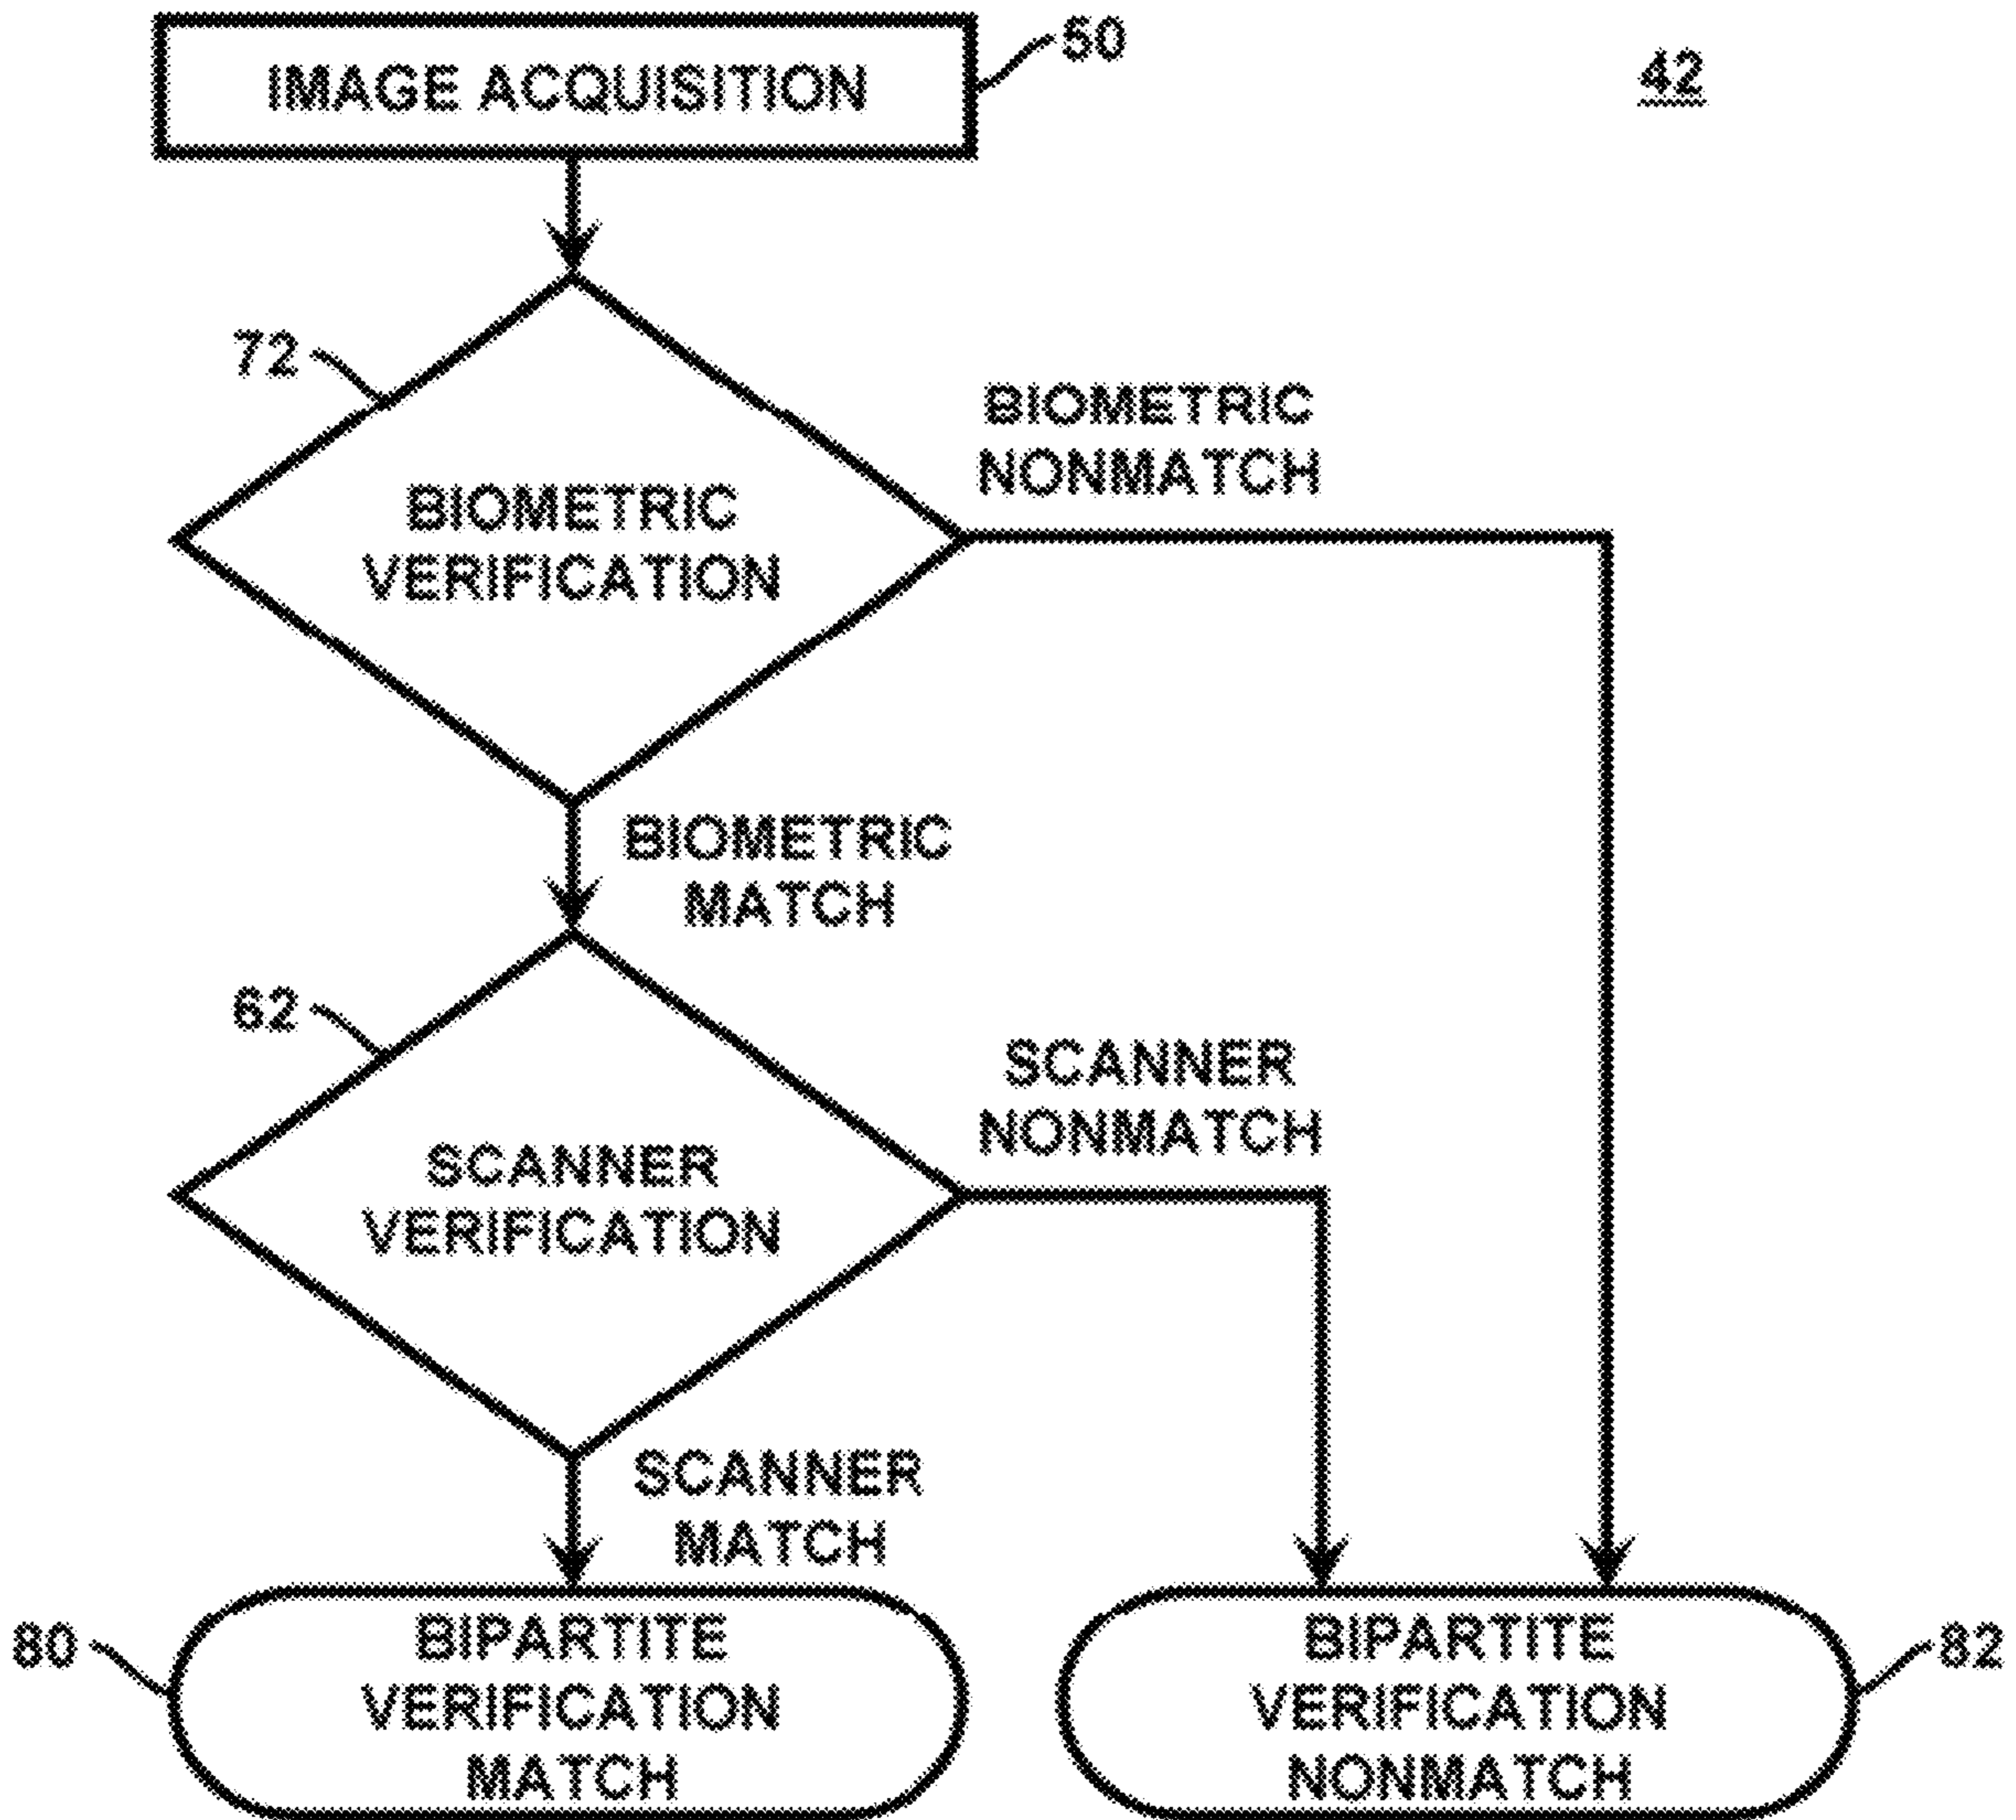 IMAGE ACQUISITION
50
42
72
BIOMETRIC
NONMATCH
BIOMETRIC
VERIFICATION
BIOMETRIC
MATCH
62
SCANNER
NONMATCH
SCANNER
VERIFICATION
SCANNER
MATCH
80
BIPARTITE
VERIFICATION
MATCH
BIPARTITE
VERIFICATION
NONMATCH
82